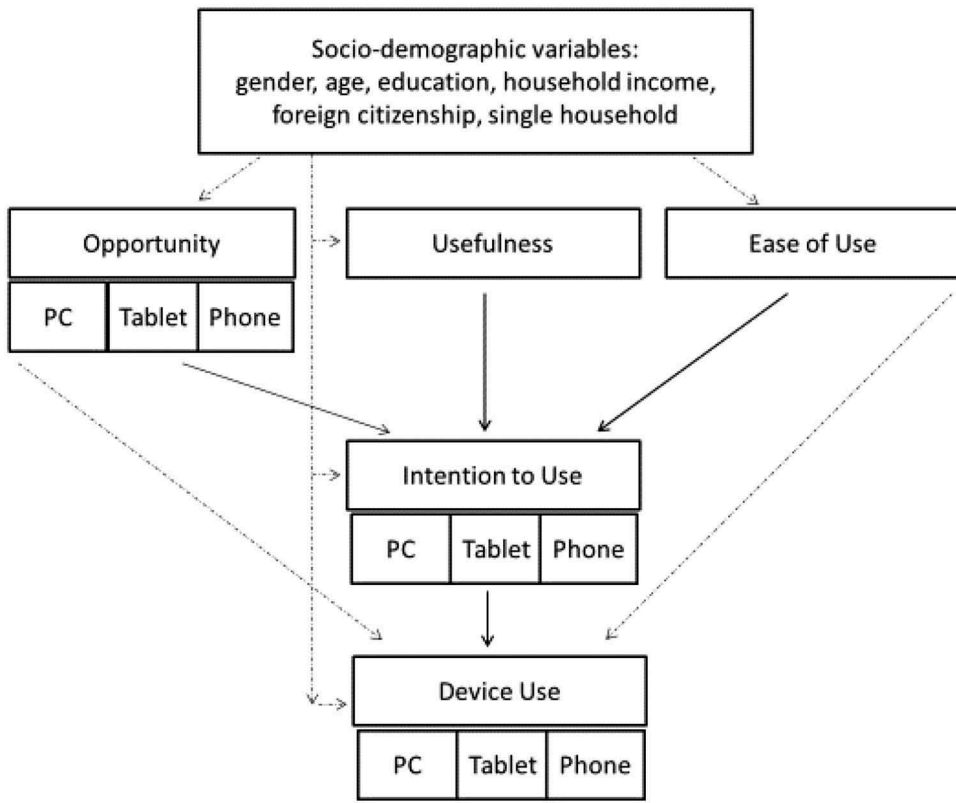 Socio-demographic variables:
gender, age, education, household income,
foreign citizenship, single household
Opportunity
Usefulness
Ease of Use
PC
Tablet
Phone
Intention to Use
PC
Tablet
Phone
Device Use
PC
Tablet
Phone